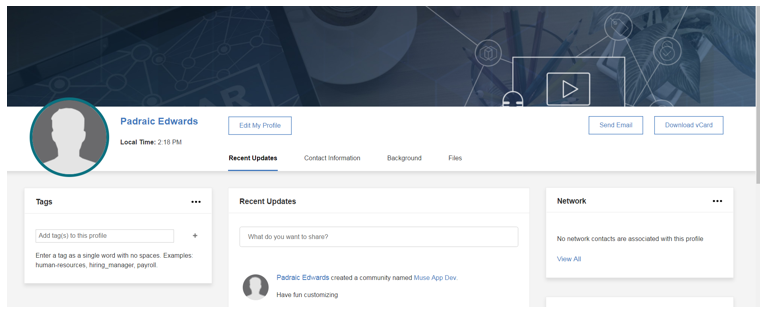 Padraic Edwards
Local Time: 2:18 PM
Edit My Profile
Send Email
Download vCard
Recent Updates
Contact Information
Background
Files
Tags
Add tag(s) to this profile
+
Enter a tag as a single word with no spaces. Examples:
human-resources, hiring_manager, payroll.
Recent Updates
What do you want to share?
Padraic Edwards created a community named Muse App Dev.
Have fun customizing
Network
No network contacts are associated with this profile
View All